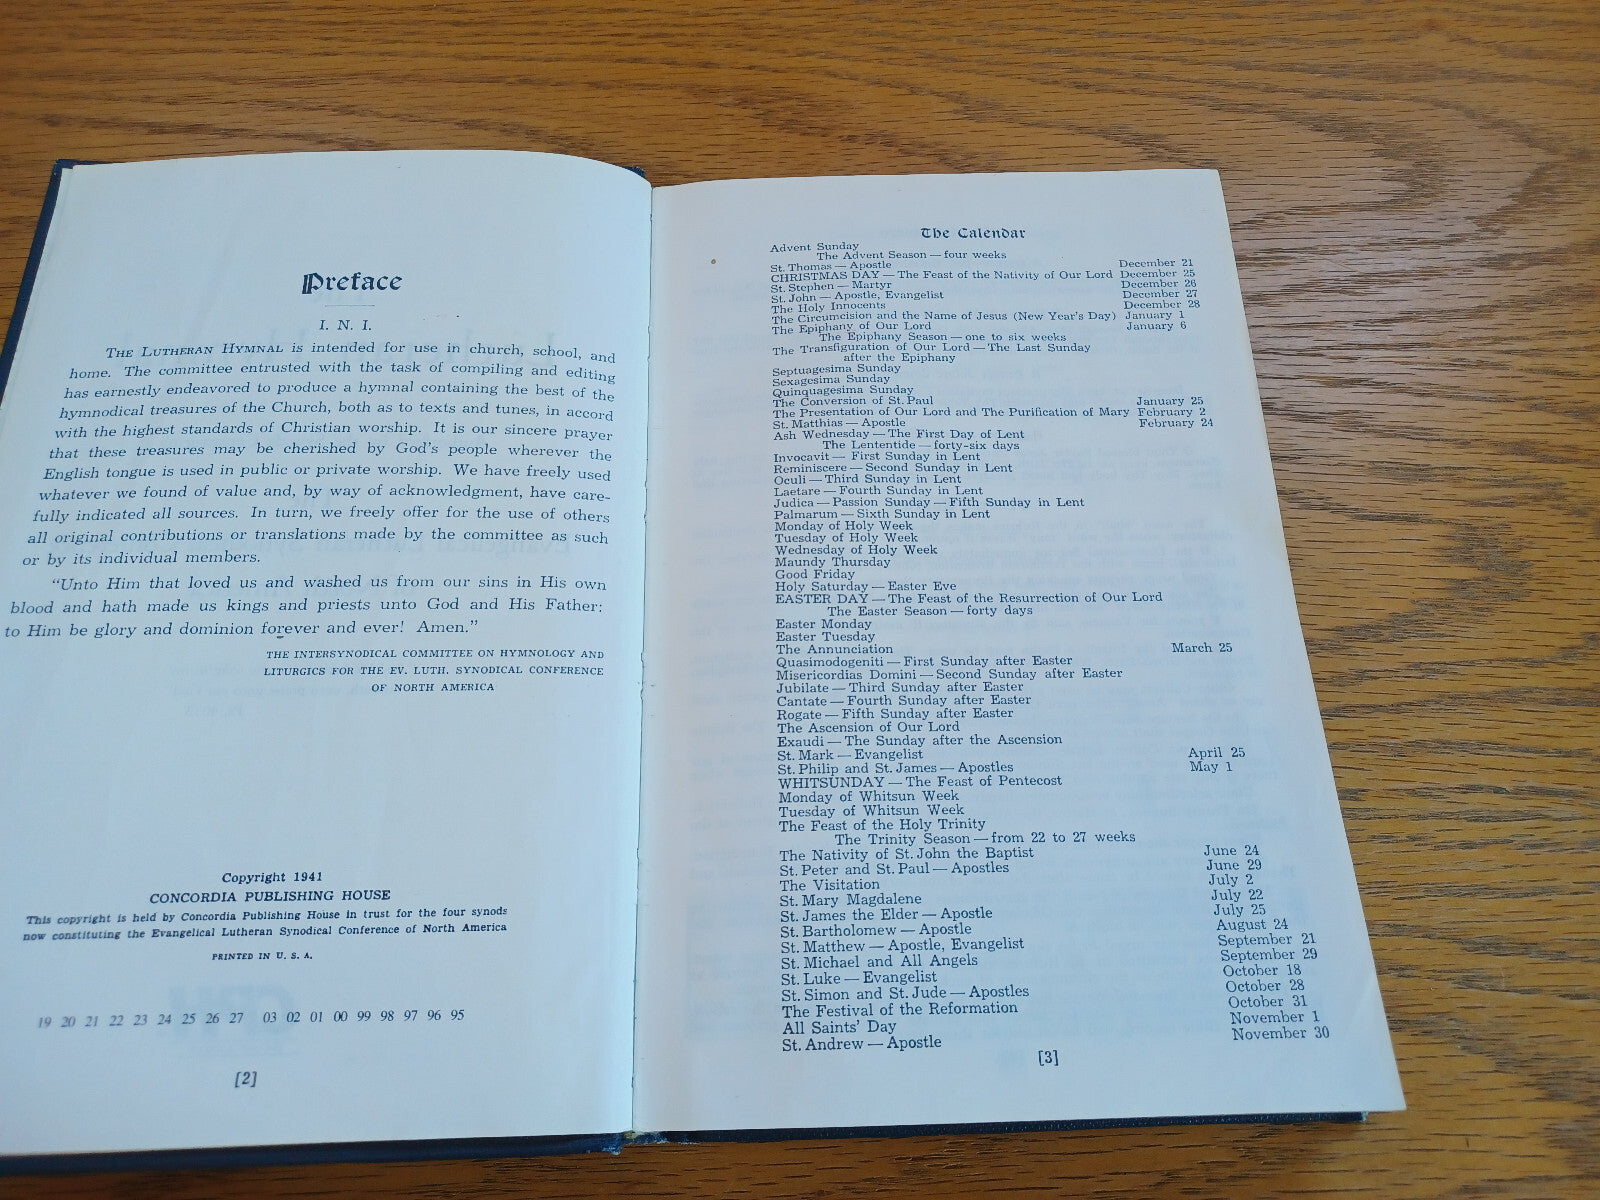 Preface
I. N. I.
THE LUTHERAN HYMNAL is intended for use in church, school, and
home. The committee entrusted with the task of compiling and editing
has earnestly endeavored to produce a hymnal containing the best of the
hymnodical treasures of the Church, both as to texts and tunes, in accord
with the highest standards of Christian worship. It is our sincere prayer
that these treasures may be cherished by God's people wherever the
English tongue is used in public or private worship. We have freely used
whatever we found of value and, by way of acknowledgment, have care-
fully indicated all sources. In turn, we freely offer for the use of others
all original contributions or translations made by the committee as such
or by its individual members.
"Unto Him that loved us and washed us from our sins in His own
blood and hath made us kings and priests unto God and His Father:
to Him be glory and dominion forever and ever! Amen."
THE INTERSYNODICAL COMMITTEE ON HYMNOLOGY AND
LITURGICS FOR THE EV. LUTH. SYNODICAL CONFERENCE
OF NORTH AMERICA
Copyright 1941
CONCORDIA PUBLISHING HOUSE
This copyright is held by Concordia Publishing House in trust for the four synods
now constituting the Evangelical Lutheran Synodical Conference of North America
PRINTED IN U. S. A.
19 20 21 22 23 24 25 26 27 03 02 01 00 99 98 97 96 95
[2]
The Calendar
Advent Sunday
The Advent Season — four weeks
St. Thomas — Apostle December 21
CHRISTMAS DAY — The Feast of the Nativity of Our Lord December 25
St. Stephen — Martyr December 26
St. John — Apostle, Evangelist December 27
The Holy Innocents December 28
The Circumcision and the Name of Jesus (New Year's Day) January 1
The Epiphany of Our Lord January 6
The Epiphany Season — one to six weeks
The Transfiguration of Our Lord — The Last Sunday
after the Epiphany
Septuagesima Sunday
Sexagesima Sunday
Quinquagesima Sunday
The Conversion of St. Paul January 25
The Presentation of Our Lord and The Purification of Mary February 2
St. Matthias — Apostle February 24
Ash Wednesday — The First Day of Lent
The Lententide — forty-six days
Invocavit — First Sunday in Lent
Reminiscere — Second Sunday in Lent
Oculi — Third Sunday in Lent
Laetare — Fourth Sunday in Lent
Judica — Passion Sunday — Fifth Sunday in Lent
Palmarum — Sixth Sunday in Lent
Monday of Holy Week
Tuesday of Holy Week
Wednesday of Holy Week
Maundy Thursday
Good Friday
Holy Saturday — Easter Eve
EASTER DAY — The Feast of the Resurrection of Our Lord
The Easter Season — forty days
Easter Monday
Easter Tuesday
The Annunciation March 25
Quasimodogeniti — First Sunday after Easter
Misericordias Domini — Second Sunday after Easter
Jubilate — Third Sunday after Easter
Cantate — Fourth Sunday after Easter
Rogate — Fifth Sunday after Easter
The Ascension of Our Lord
Exaudi — The Sunday after the Ascension
St. Mark — Evangelist April 25
St. Philip and St. James — Apostles May 1
WHITSUNDAY — The Feast of Pentecost
Monday of Whitsun Week
Tuesday of Whitsun Week
The Feast of the Holy Trinity
The Trinity Season — from 22 to 27 weeks
The Nativity of St. John the Baptist June 24
St. Peter and St. Paul — Apostles June 29
The Visitation July 2
St. Mary Magdalene July 22
St. James the Elder — Apostle July 25
St. Bartholomew — Apostle August 24
St. Matthew — Apostle, Evangelist September 21
St. Michael and All Angels September 29
St. Luke — Evangelist October 18
St. Simon and St. Jude — Apostles October 28
The Festival of the Reformation October 31
All Saints' Day November 1
St. Andrew — Apostle November 30
[3]